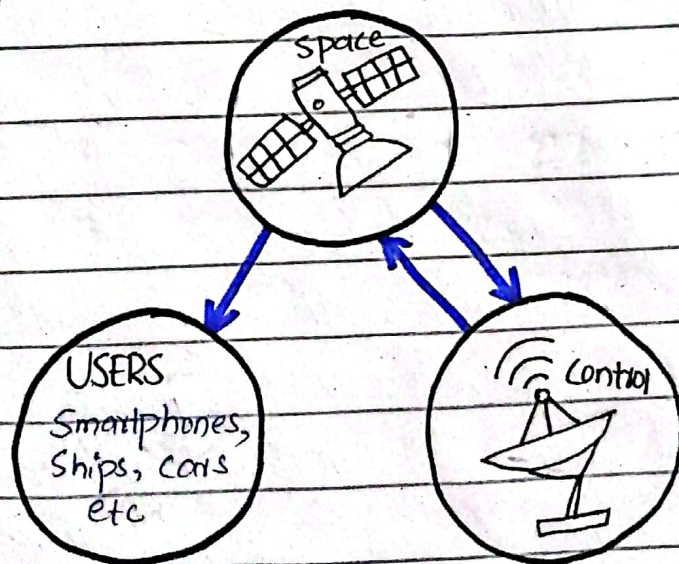 space
USERS
Smartphones,
Ships, cars
etc
Control